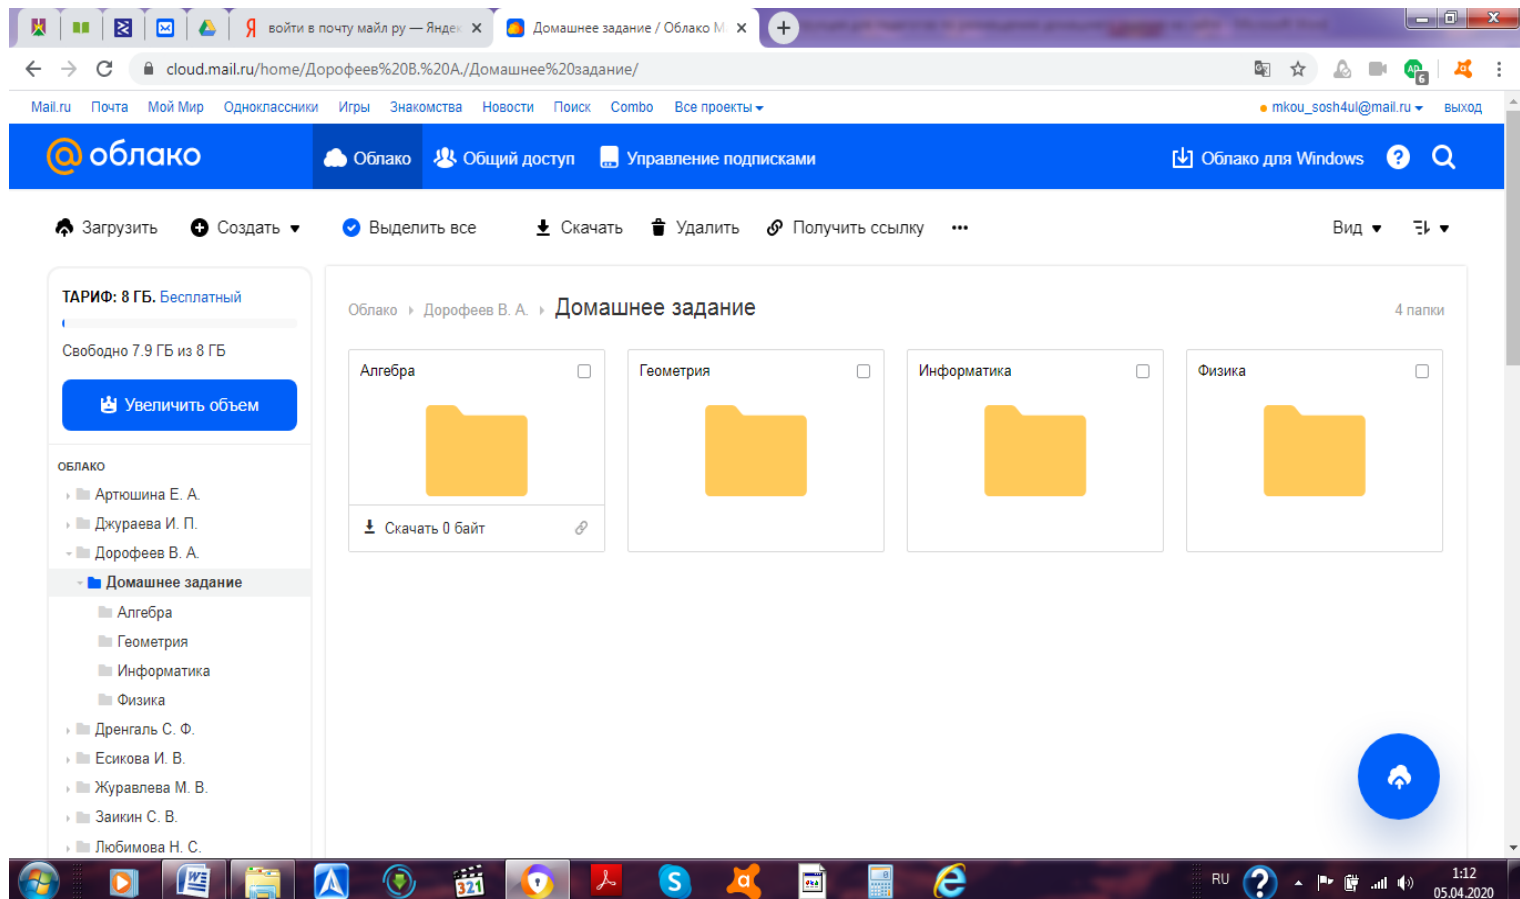 войти в почту майл ру — Яндек
Домашнее задание / Облако М
cloud.mail.ru/home/Дорофеев%20В.%20А./Домашнее%20задание/
6
Mail.ru Почта Мой Мир Одноклассники Игры Знакомства Новости Поиск Combo Все проекты
mkou_sosh4ul@mail.ru выход
облако
Облако Общий доступ Управление подписками
Облако для Windows
Загрузить Создать Выделить все Скачать Удалить Получить ссылку
Вид
ТАРИФ: 8 ГБ. Бесплатный
Свободно 7.9 ГБ из 8 ГБ
Увеличить объем
ОБЛАКО
Артюшина Е. А.
Джураева И. П.
Дорофеев В. А.
Домашнее задание
Алгебра
Геометрия
Информатика
Физика
Дренгаль С. Ф.
Есикова И. В.
Журавлева М. В.
Заикин С. В.
Любимова Н. С.
Облако Дорофеев В. А. Домашнее задание
4 папки
Алгебра
Скачать 0 байт
Геометрия
Информатика
Физика
321
RU
1:12
05.04.2020